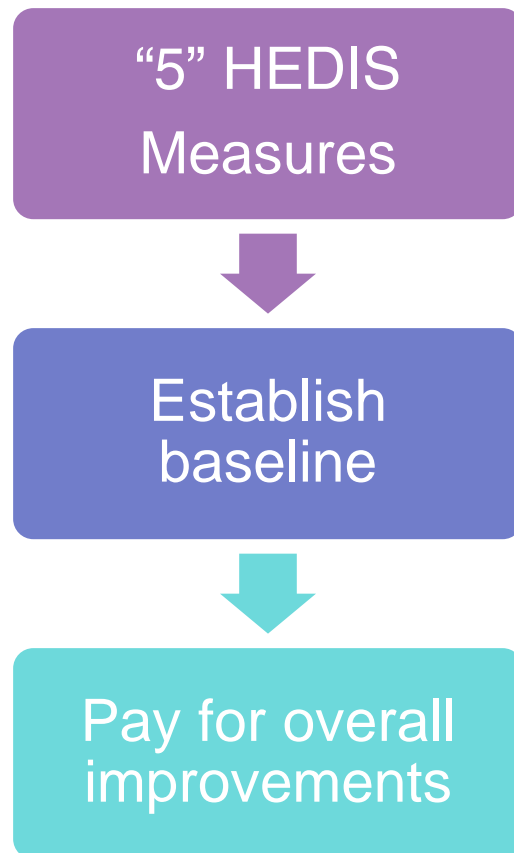 “5” HEDIS
Measures
Establish
baseline
Pay for overall
improvements